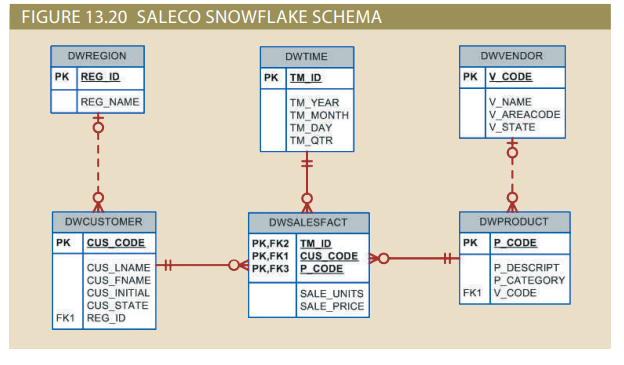 FIGURE 13.20 SALECO SNOWFLAKE SCHEMA
DWREGION
PK REG_ID
REG_NAME
DWTIME
PK TM_ID
TM_YEAR
TM_MONTH
TM_DAY
TM_QTR
DWVENDOR
PK V_CODE
V_NAME
V_AREACODE
V_STATE
DWCUSTOMER
PK CUS_CODE
CUS_LNAME
CUS_FNAME
CUS_INITIAL
CUS_STATE
FK1 REG_ID
DWSALESFACT
PK,FK2 TM_ID
PK,FK1 CUS_CODE
PK,FK3 P_CODE
SALE_UNITS
SALE_PRICE
DWPRODUCT
PK P_CODE
P_DESCRIPT
P_CATEGORY
FK1 V_CODE